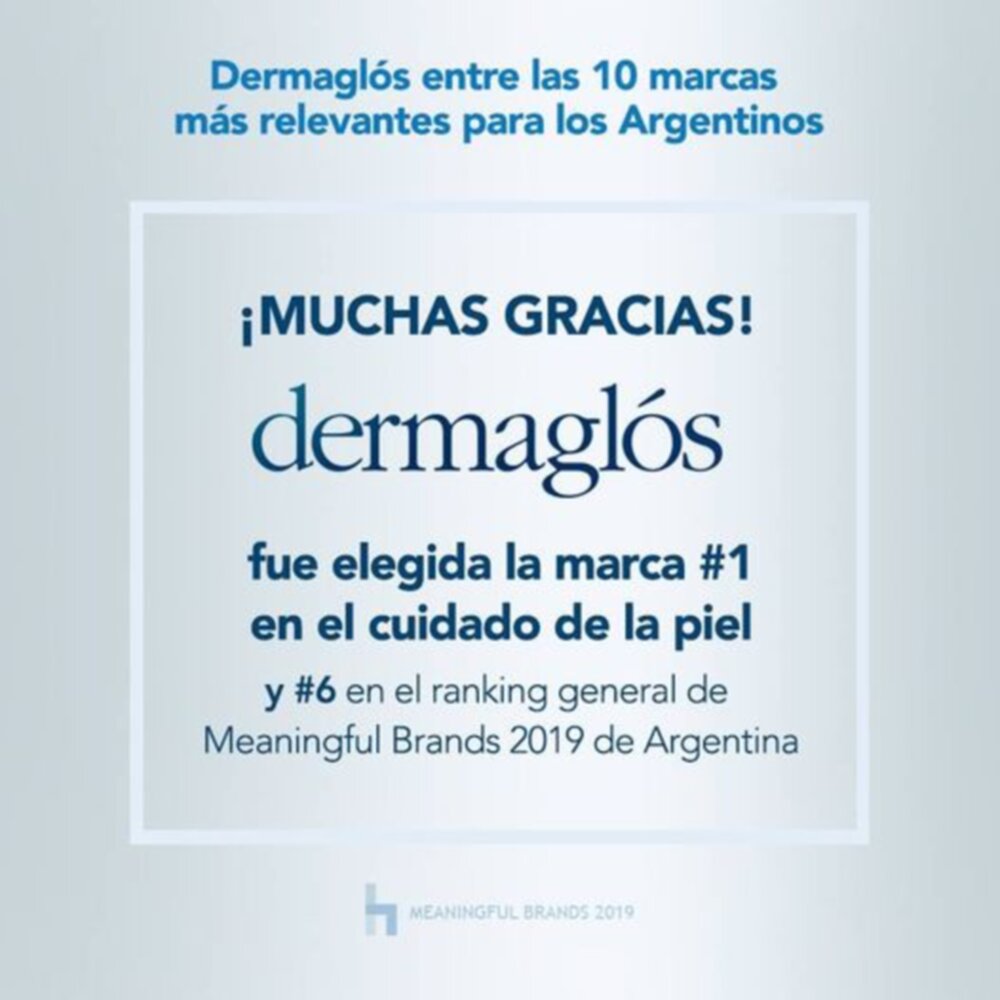 Dermaglós entre las 10 marcas
más relevantes para los Argentinos
¡MUCHAS GRACIAS!
dermaglós
fue elegida la marca #1
en el cuidado de la piel
y #6 en el ranking general de
Meaningful Brands 2019 de Argentina
MEANINGFUL BRANDS 2019